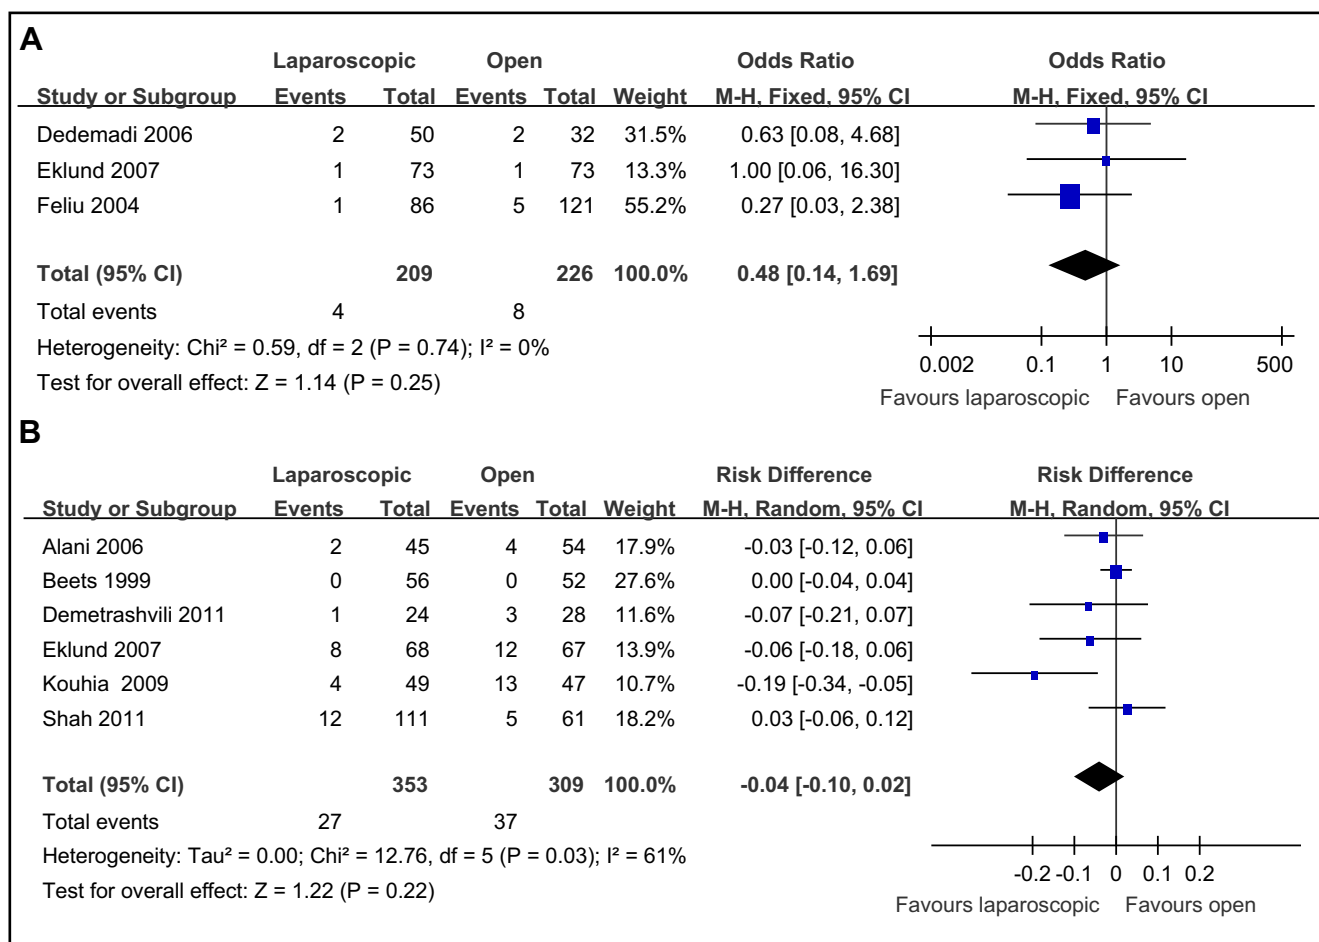 A
Laparoscopic Open Odds Ratio Odds Ratio
Study or Subgroup Events Total Events Total Weight M-H, Fixed, 95% CI M-H, Fixed, 95% CI
Dedemadi 2006 2 50 2 32 31.5% 0.63 [0.08, 4.68]
Eklund 2007 1 73 1 73 13.3% 1.00 [0.06, 16.30]
Feliu 2004 1 86 5 121 55.2% 0.27 [0.03, 2.38]
Total (95% CI) 209 226 100.0% 0.48 [0.14, 1.69]
Total events 4 8
Heterogeneity: Chi² = 0.59, df = 2 (P = 0.74); I² = 0%
Test for overall effect: Z = 1.14 (P = 0.25)
0.002 0.1 1 10 500
Favours laparoscopic Favours open
B
Laparoscopic Open Risk Difference Risk Difference
Study or Subgroup Events Total Events Total Weight M-H, Random, 95% CI M-H, Random, 95% CI
Alani 2006 2 45 4 54 17.9% -0.03 [-0.12, 0.06]
Beets 1999 0 56 0 52 27.6% 0.00 [-0.04, 0.04]
Demetrashvili 2011 1 24 3 28 11.6% -0.07 [-0.21, 0.07]
Eklund 2007 8 68 12 67 13.9% -0.06 [-0.18, 0.06]
Kouhia 2009 4 49 13 47 10.7% -0.19 [-0.34, -0.05]
Shah 2011 12 111 5 61 18.2% 0.03 [-0.06, 0.12]
Total (95% CI) 353 309 100.0% -0.04 [-0.10, 0.02]
Total events 27 37
Heterogeneity: Tau² = 0.00; Chi² = 12.76, df = 5 (P = 0.03); I² = 61%
Test for overall effect: Z = 1.22 (P = 0.22)
-0.2 -0.1 0 0.1 0.2
Favours laparoscopic Favours open